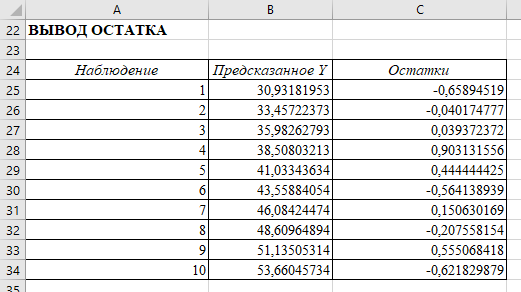 A B C
22 ВЫВОД ОСТАТКА
23
24 Наблюдение Предсказанное Y Остатки
25 1 30,93181953 -0,65894519
26 2 33,45722373 -0,040174777
27 3 35,98262793 0,039372372
28 4 38,50803213 0,903131556
29 5 41,03343634 0,444444425
30 6 43,55884054 -0,564138939
31 7 46,08424474 0,150630169
32 8 48,60964894 -0,207558154
33 9 51,13505314 0,555068418
34 10 53,66045734 -0,621829879
35